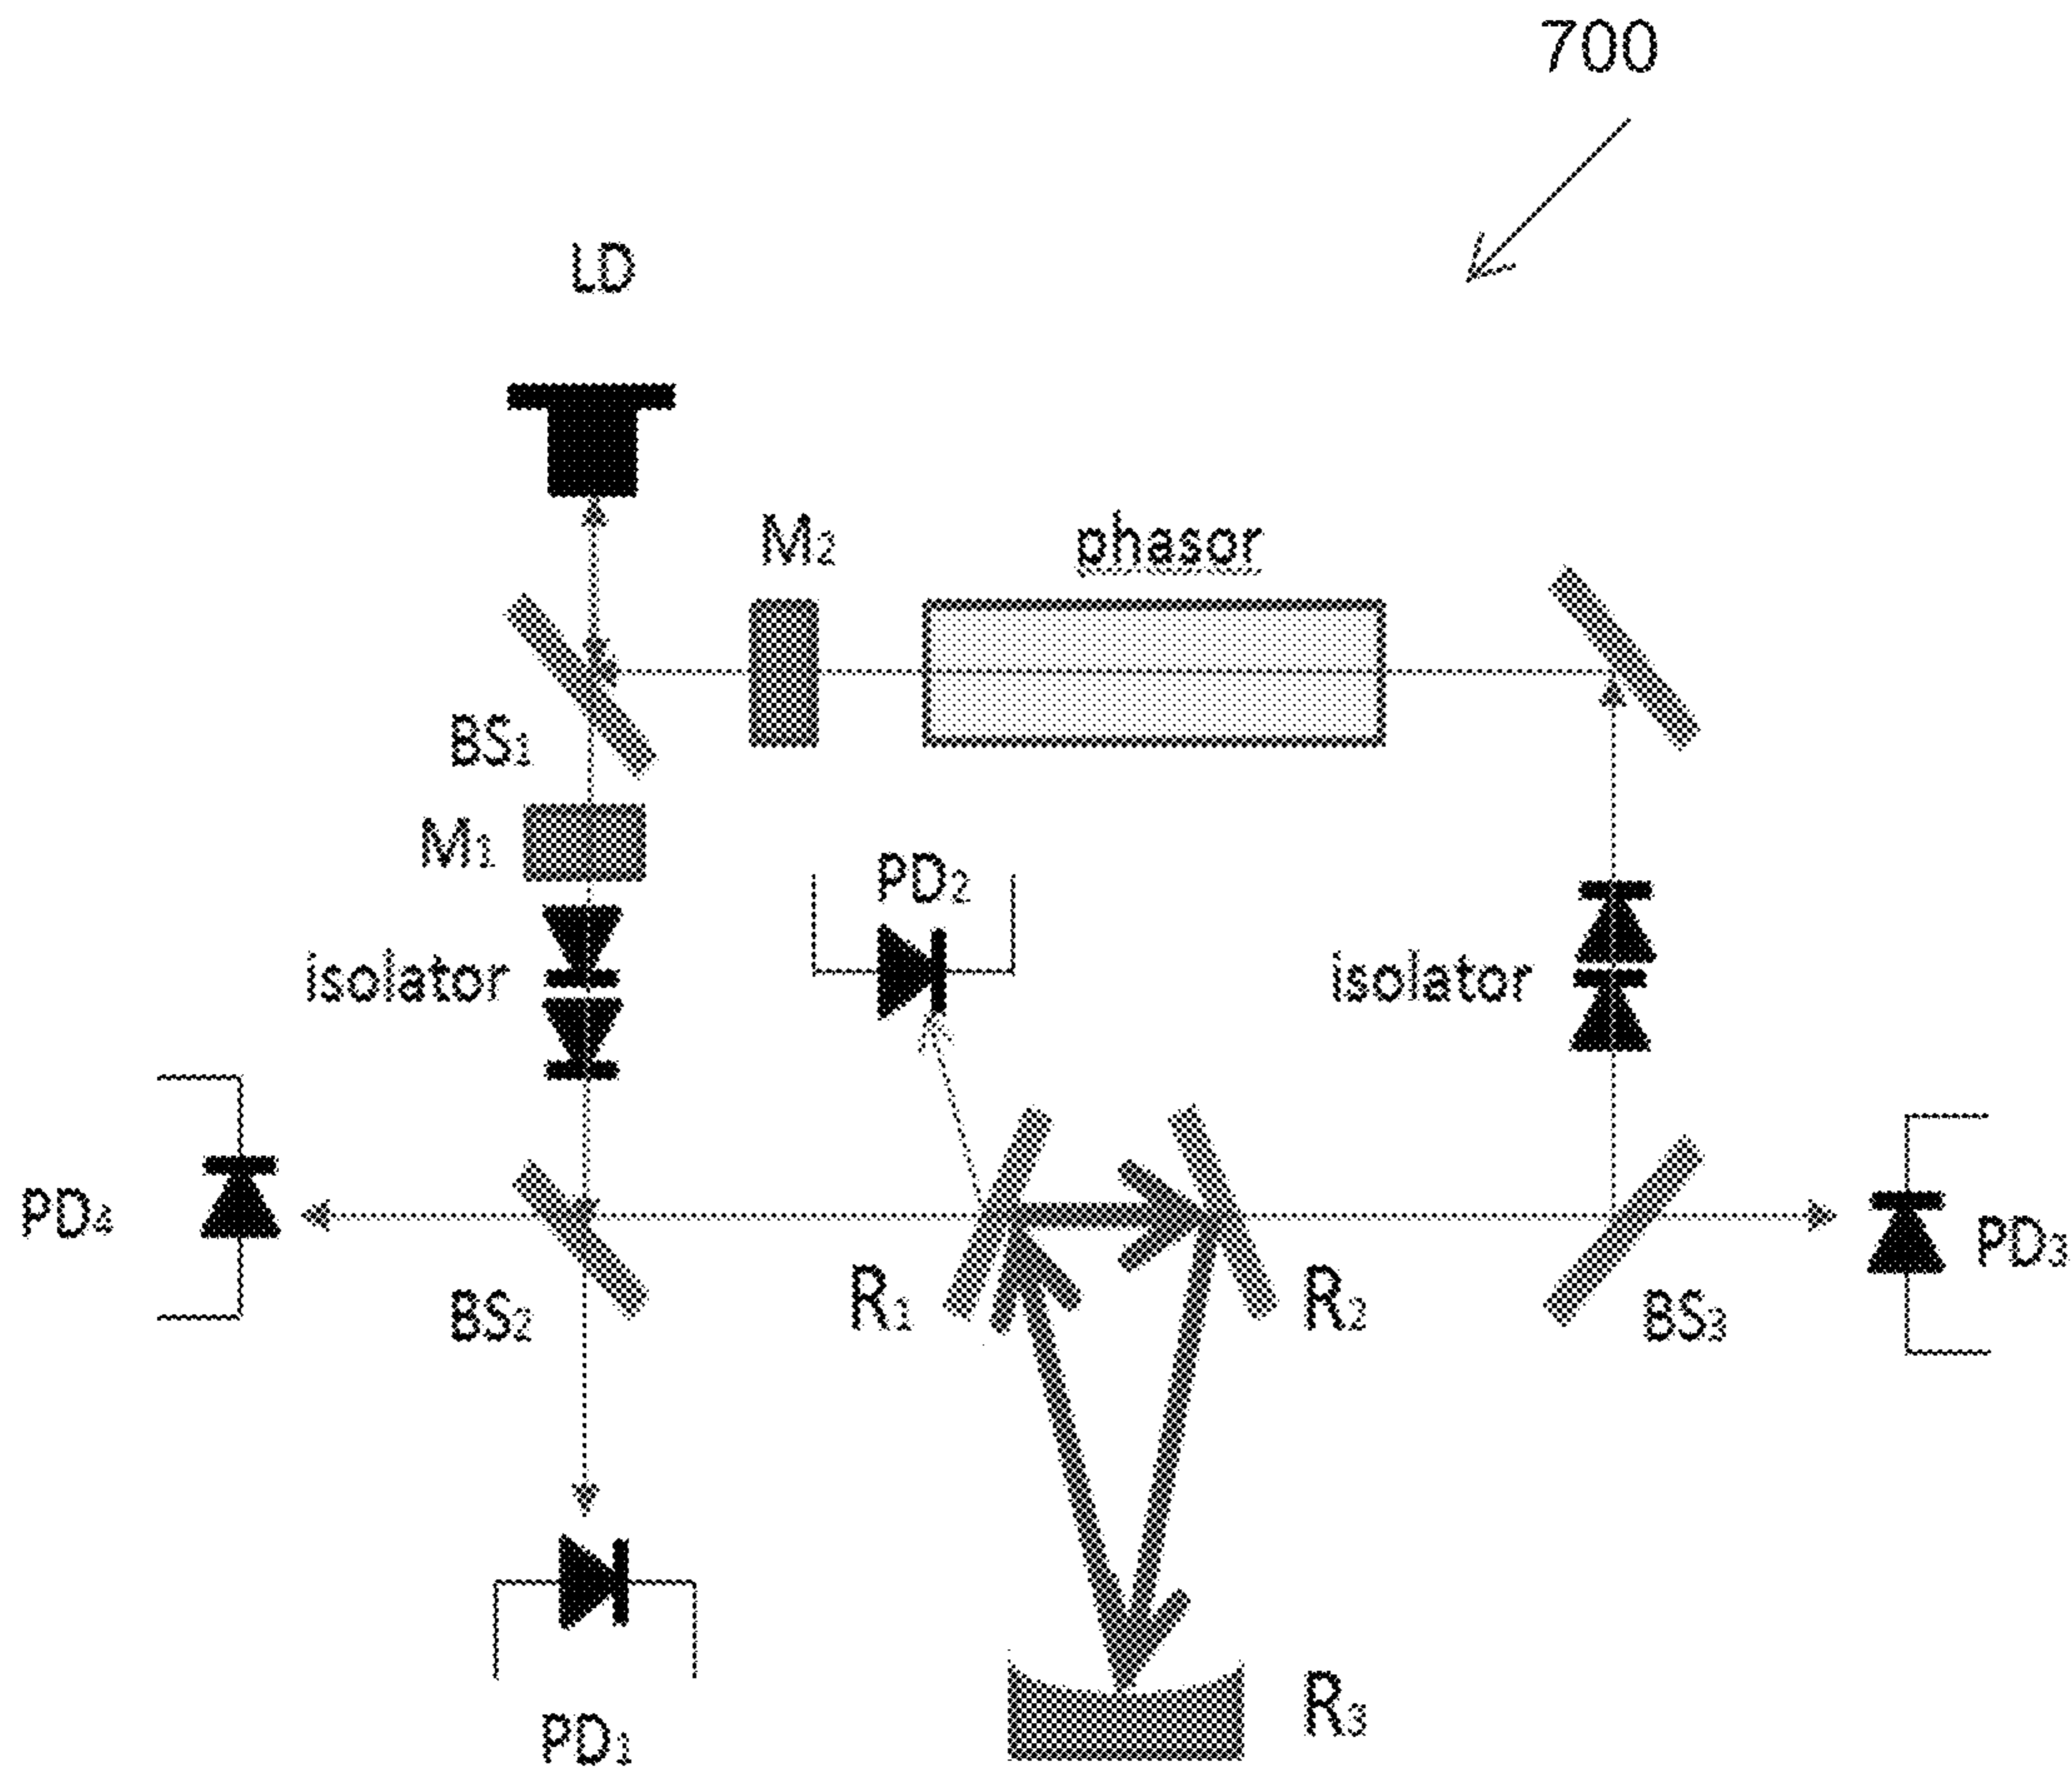 700
LD
M₂
phasor
BS₁
M₁
PD₂
isolator
isolator
PD₄
PD₃
BS₂
R₁
R₂
BS₃
R₃
PD₁